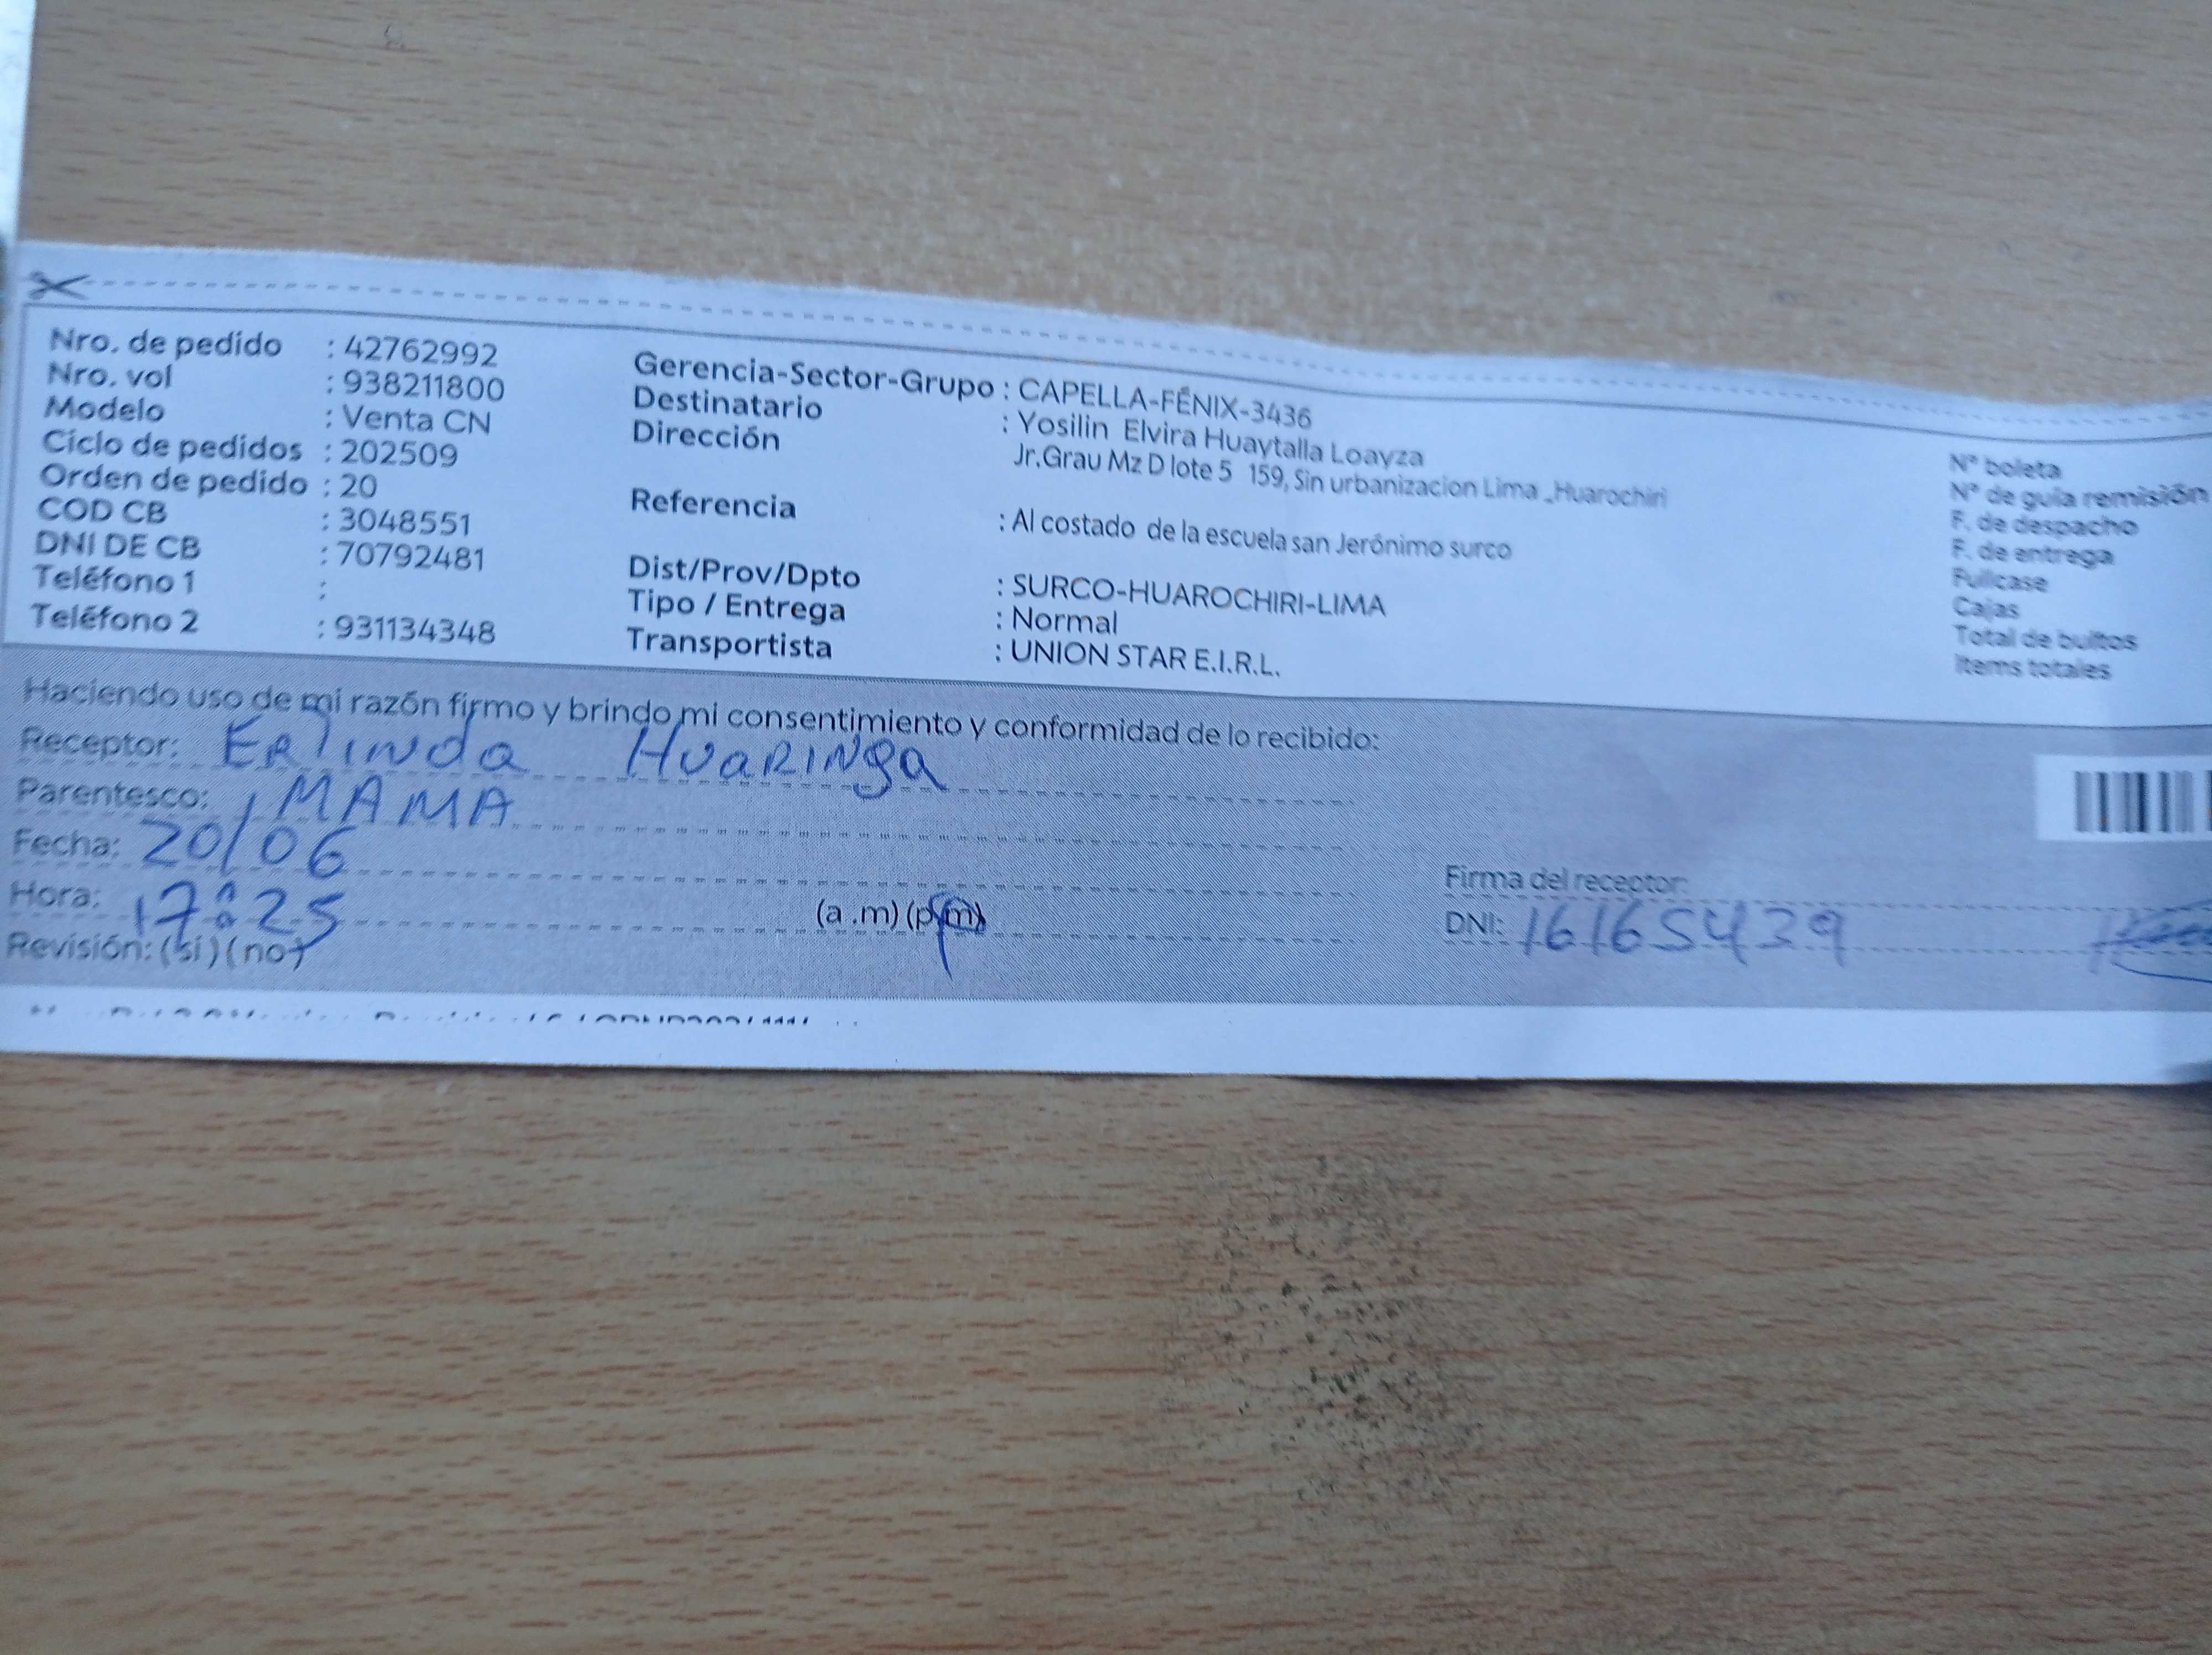 Nro. de pedido : 42762992
Nro. vol : 938211800
Modelo : Venta CN
Ciclo de pedidos : 202509
Orden de pedido : 20
COD CB : 3048551
DNI DE CB : 70792481
Teléfono 1 :
Teléfono 2 : 931134348
Gerencia-Sector-Grupo : CAPELLA-FÉNIX-3436
Destinatario : Yosilin Elvira Huaytalla Loayza
Dirección Jr.Grau Mz D lote 5 159, Sin urbanizacion Lima _Huarochiri
Referencia : Al costado de la escuela san Jerónimo surco
Dist/Prov/Dpto : SURCO-HUAROCHIRI-LIMA
Tipo / Entrega : Normal
Transportista : UNION STAR E.I.R.L.
N° boleta
N° de guía remisión
F. de despacho
F. de entrega
Fullcase
Cajas
Total de bultos
Items totales
Haciendo uso de mi razón firmo y brindo mi consentimiento y conformidad de lo recibido:
Receptor: ERlinda HuaRinga
Parentesco: MAMA
Fecha: 20/06
Hora: 17:25 (a .m) (p.m)
Revisión: (si) (no)
Firma del receptor:
DNI: 16165439